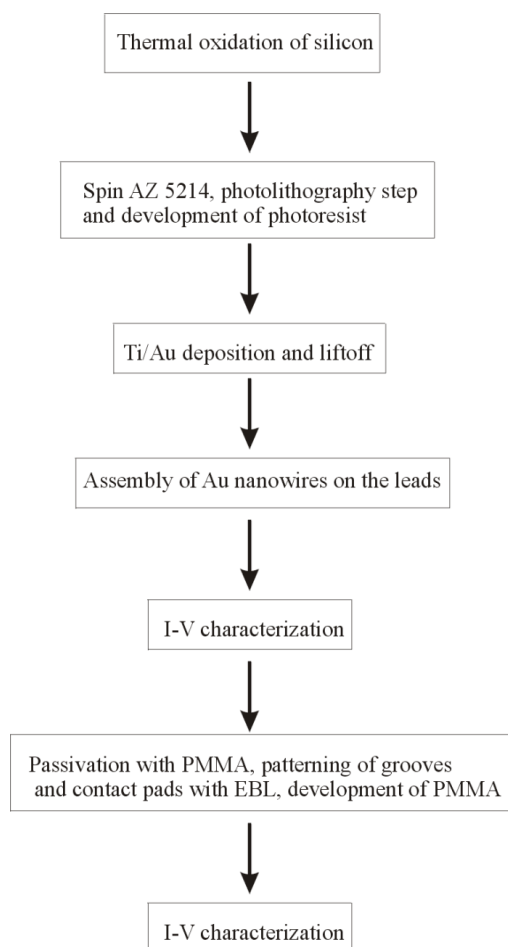 Thermal oxidation of silicon
Spin AZ 5214, photolithography step
and development of photoresist
Ti/Au deposition and liftoff
Assembly of Au nanowires on the leads
I-V characterization
Passivation with PMMA, patterning of grooves
and contact pads with EBL, development of PMMA
I-V characterization